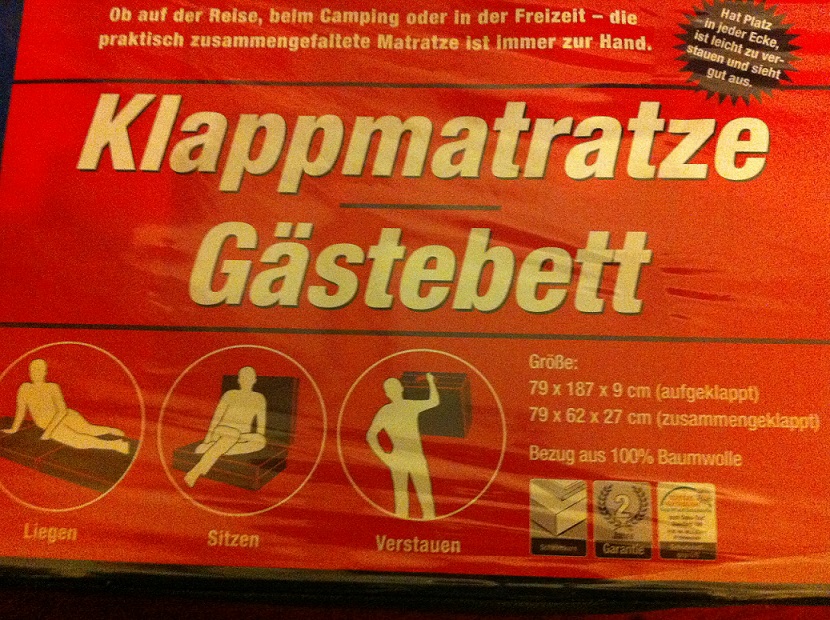 Ob auf der Reise, beim Camping oder in der Freizeit – die
praktisch zusammengefaltete Matratze ist immer zur Hand.
Hat Platz
in jeder Ecke,
ist leicht zu ver-
stauen und sieht
gut aus.
Klappmatratze
Gästebett
Größe:
79 x 187 x 9 cm (aufgeklappt)
79 x 62 x 27 cm (zusammengeklappt)
Bezug aus 100% Baumwolle
2
Garantie
Liegen
Sitzen
Verstauen